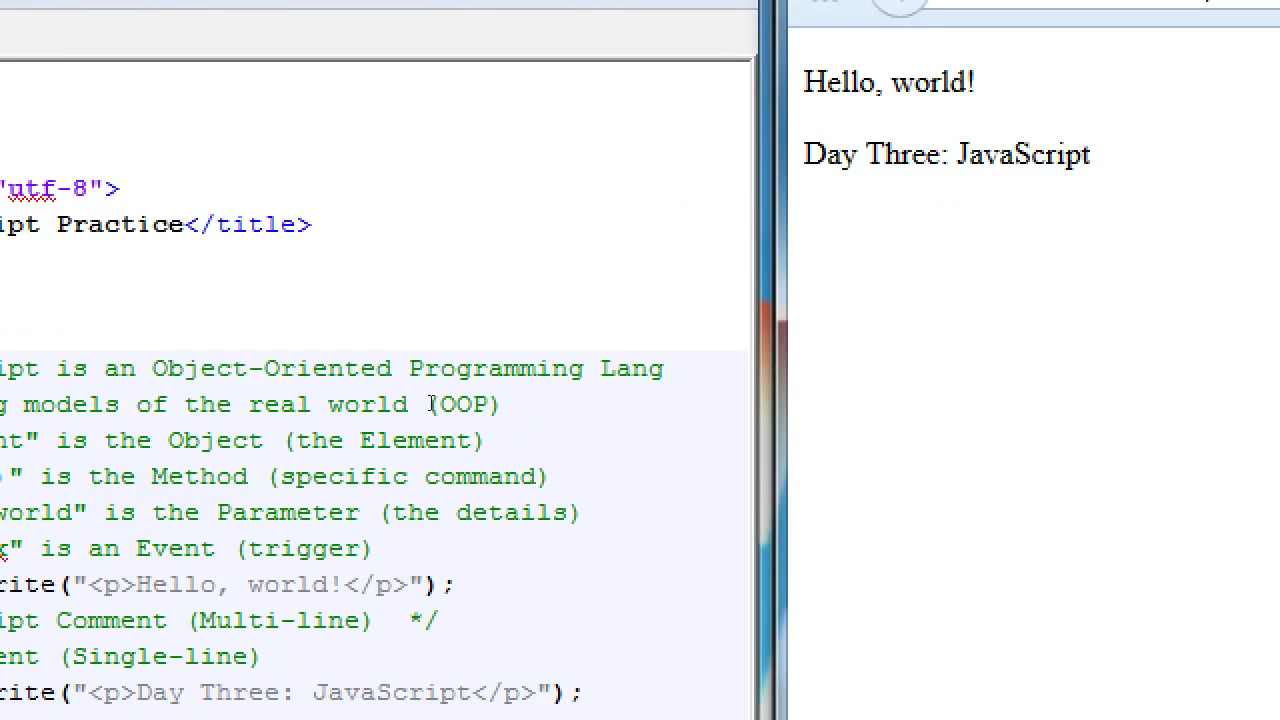 "utf-8">
ipt Practice</title>
ipt is an Object-Oriented Programming Lang
g models of the real world (OOP)
nt" is the Object (the Element)
" is the Method (specific command)
world" is the Parameter (the details)
" is an Event (trigger)
rite("<p>Hello, world!</p>");
ipt Comment (Multi-line)  */
ent (Single-line)
rite("<p>Day Three: JavaScript</p>");
Hello, world!
Day Three: JavaScript